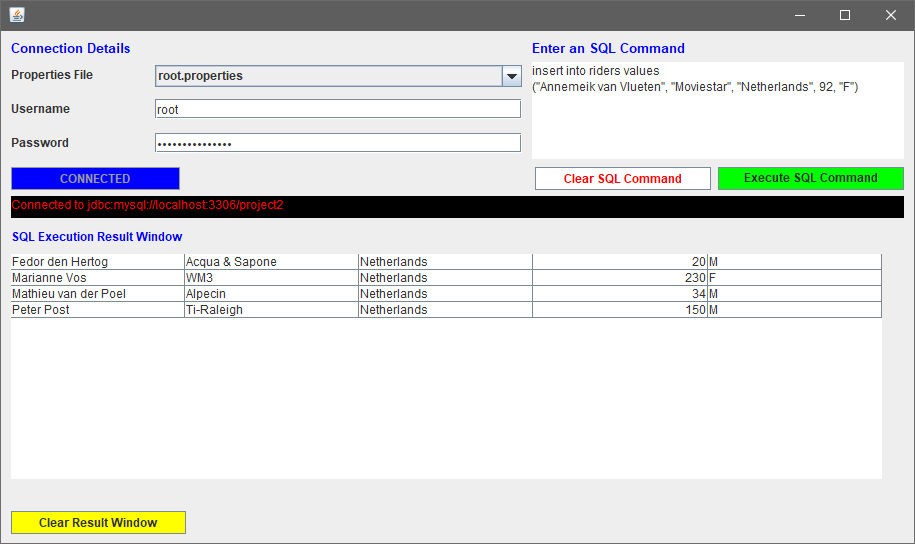 Connection Details
Enter an SQL Command
Properties File
root.properties
insert into riders values
("Annemeik van Vlueten", "Moviestar", "Netherlands", 92, "F")
Username
root
Password
•••••••••••••••
CONNECTED
Clear SQL Command
Execute SQL Command
Connected to jdbc:mysql://localhost:3306/project2
SQL Execution Result Window
Fedor den Hertog Acqua & Sapone Netherlands 20 M
Marianne Vos WM3 Netherlands 230 F
Mathieu van der Poel Alpecin Netherlands 34 M
Peter Post Ti-Raleigh Netherlands 150 M
Clear Result Window